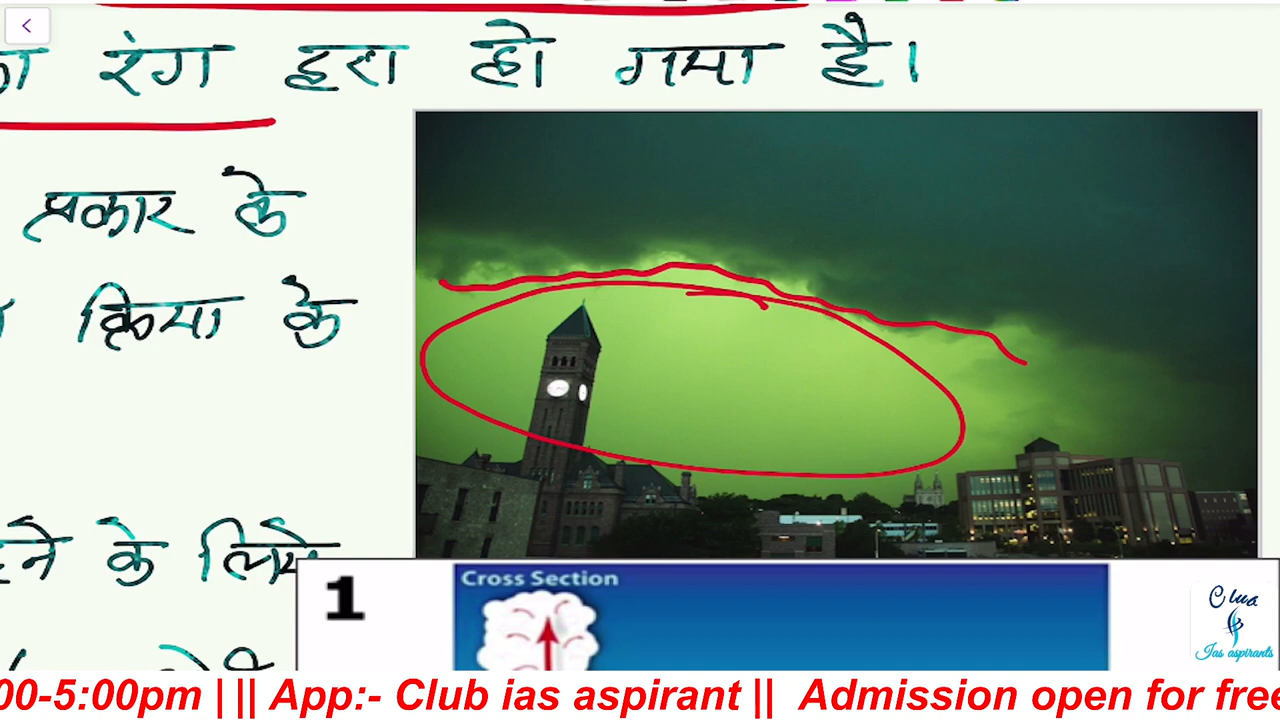 रंग हरा हो गया है।
प्रकार के
क्रिया के
के लिये
1
Cross Section
Club
Ias aspirants
00-5:00pm ||| App:- Club ias aspirant || Admission open for free